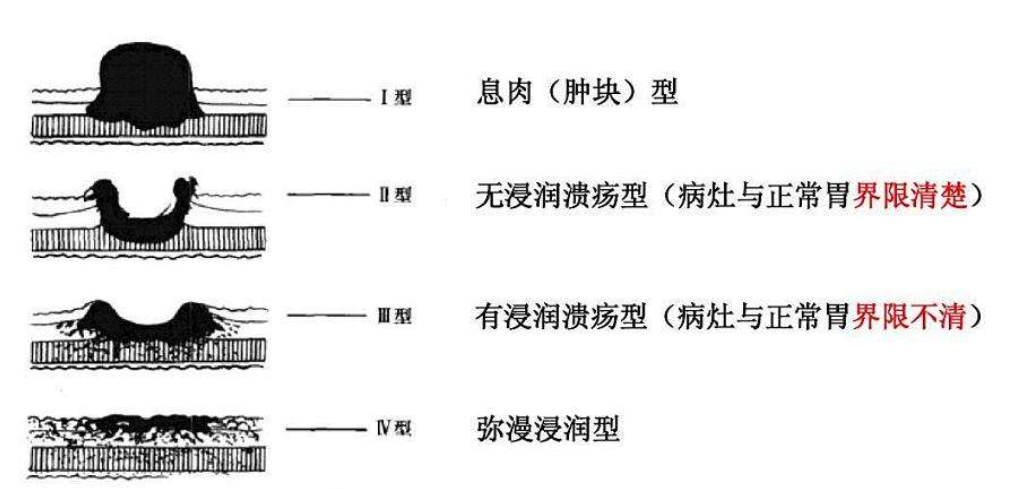 Ⅰ型 息肉（肿块）型
Ⅱ型 无浸润溃疡型（病灶与正常胃界限清楚）
Ⅲ型 有浸润溃疡型（病灶与正常胃界限不清）
Ⅳ型 弥漫浸润型